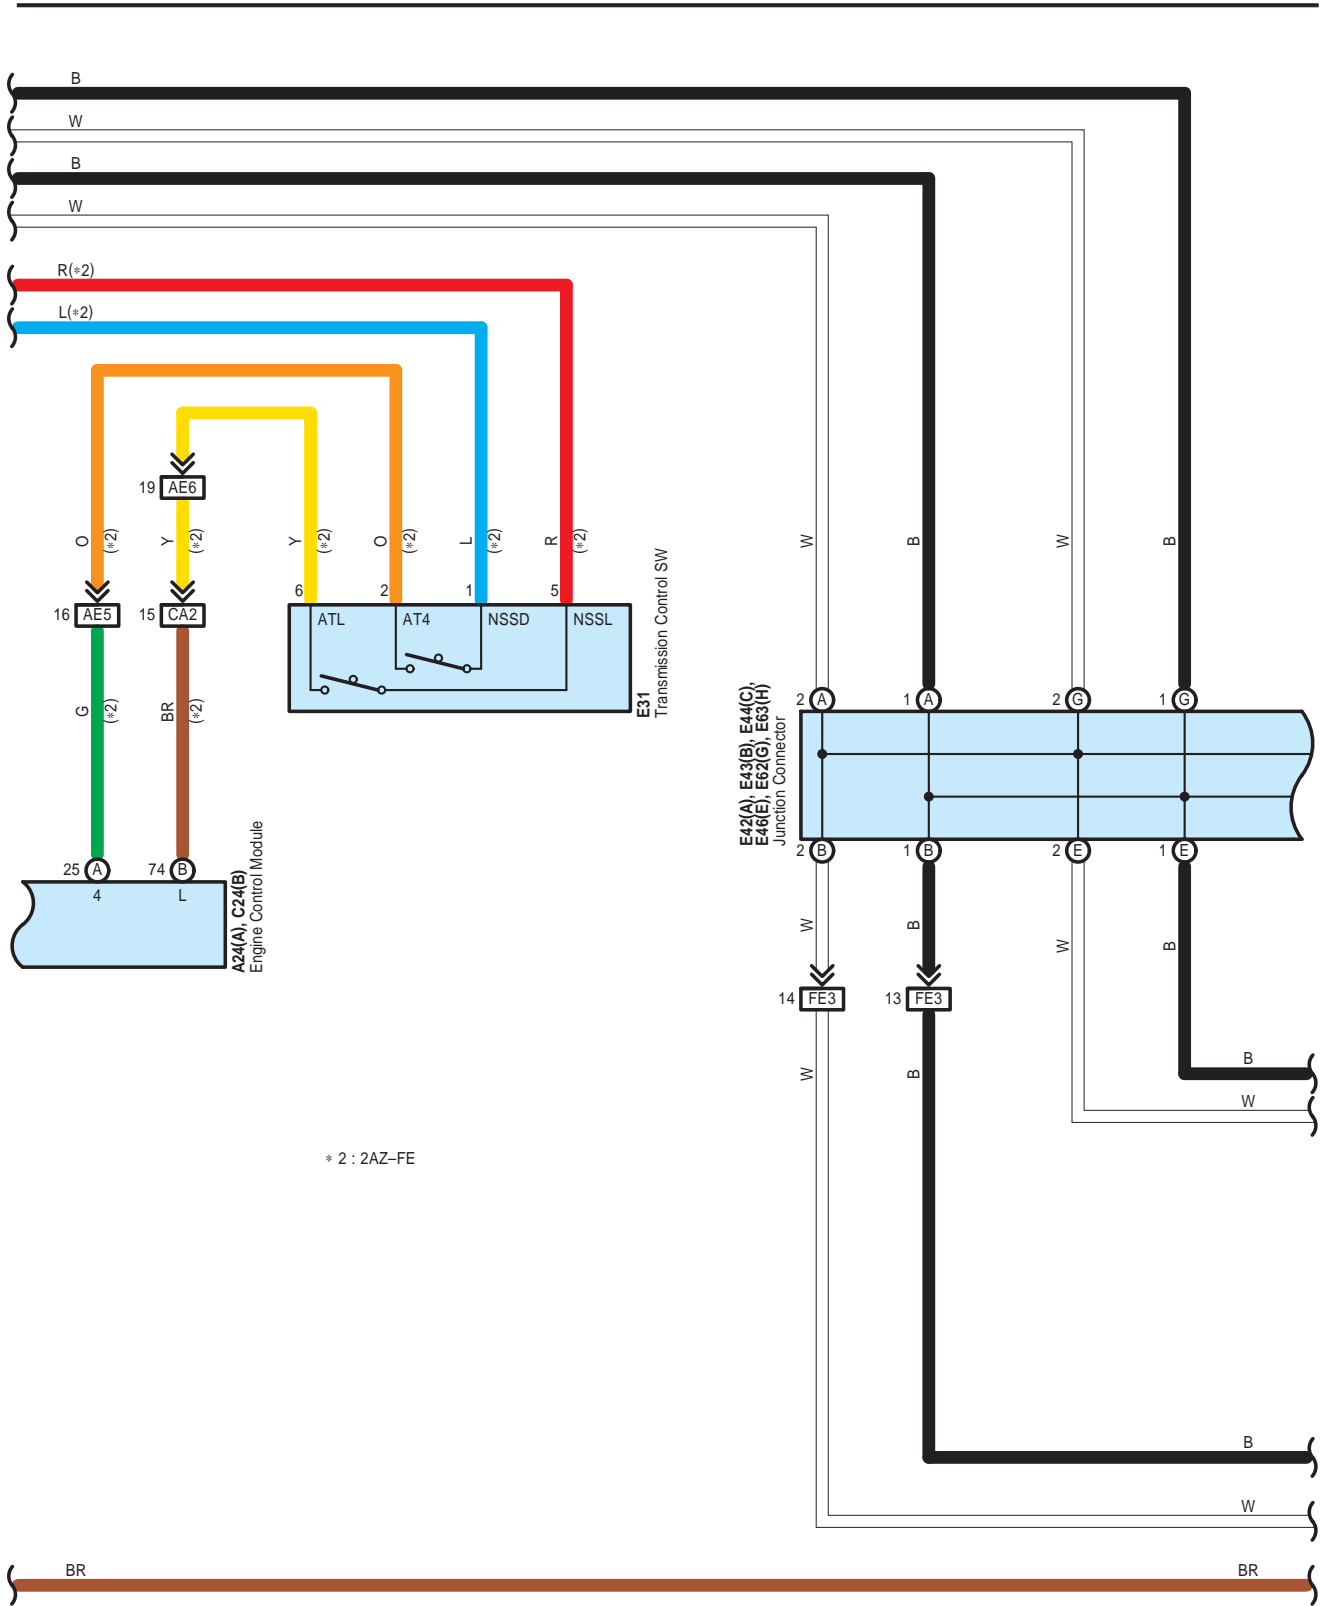 B
W
B
W
R(*2)
L(*2)
19 AE6
O (*2)
Y (*2)
Y (*2)
O (*2)
L (*2)
R (*2)
W
B
W
B
16 AE5
15 CA2
6
2
1
5
ATL
AT4
NSSD
NSSL
E31
Transmission Control SW
G (*2)
BR (*2)
2 A
1 A
2 G
1 G
E42(A), E43(B), E44(C),
E46(E), E62(G), E63(H)
Junction Connector
2 B
1 B
2 E
1 E
25 A
74 B
4
L
A24(A), C24(B)
Engine Control Module
W
B
W
B
14 FE3
13 FE3
W
B
B
W
* 2 : 2AZ–FE
B
W
BR
BR